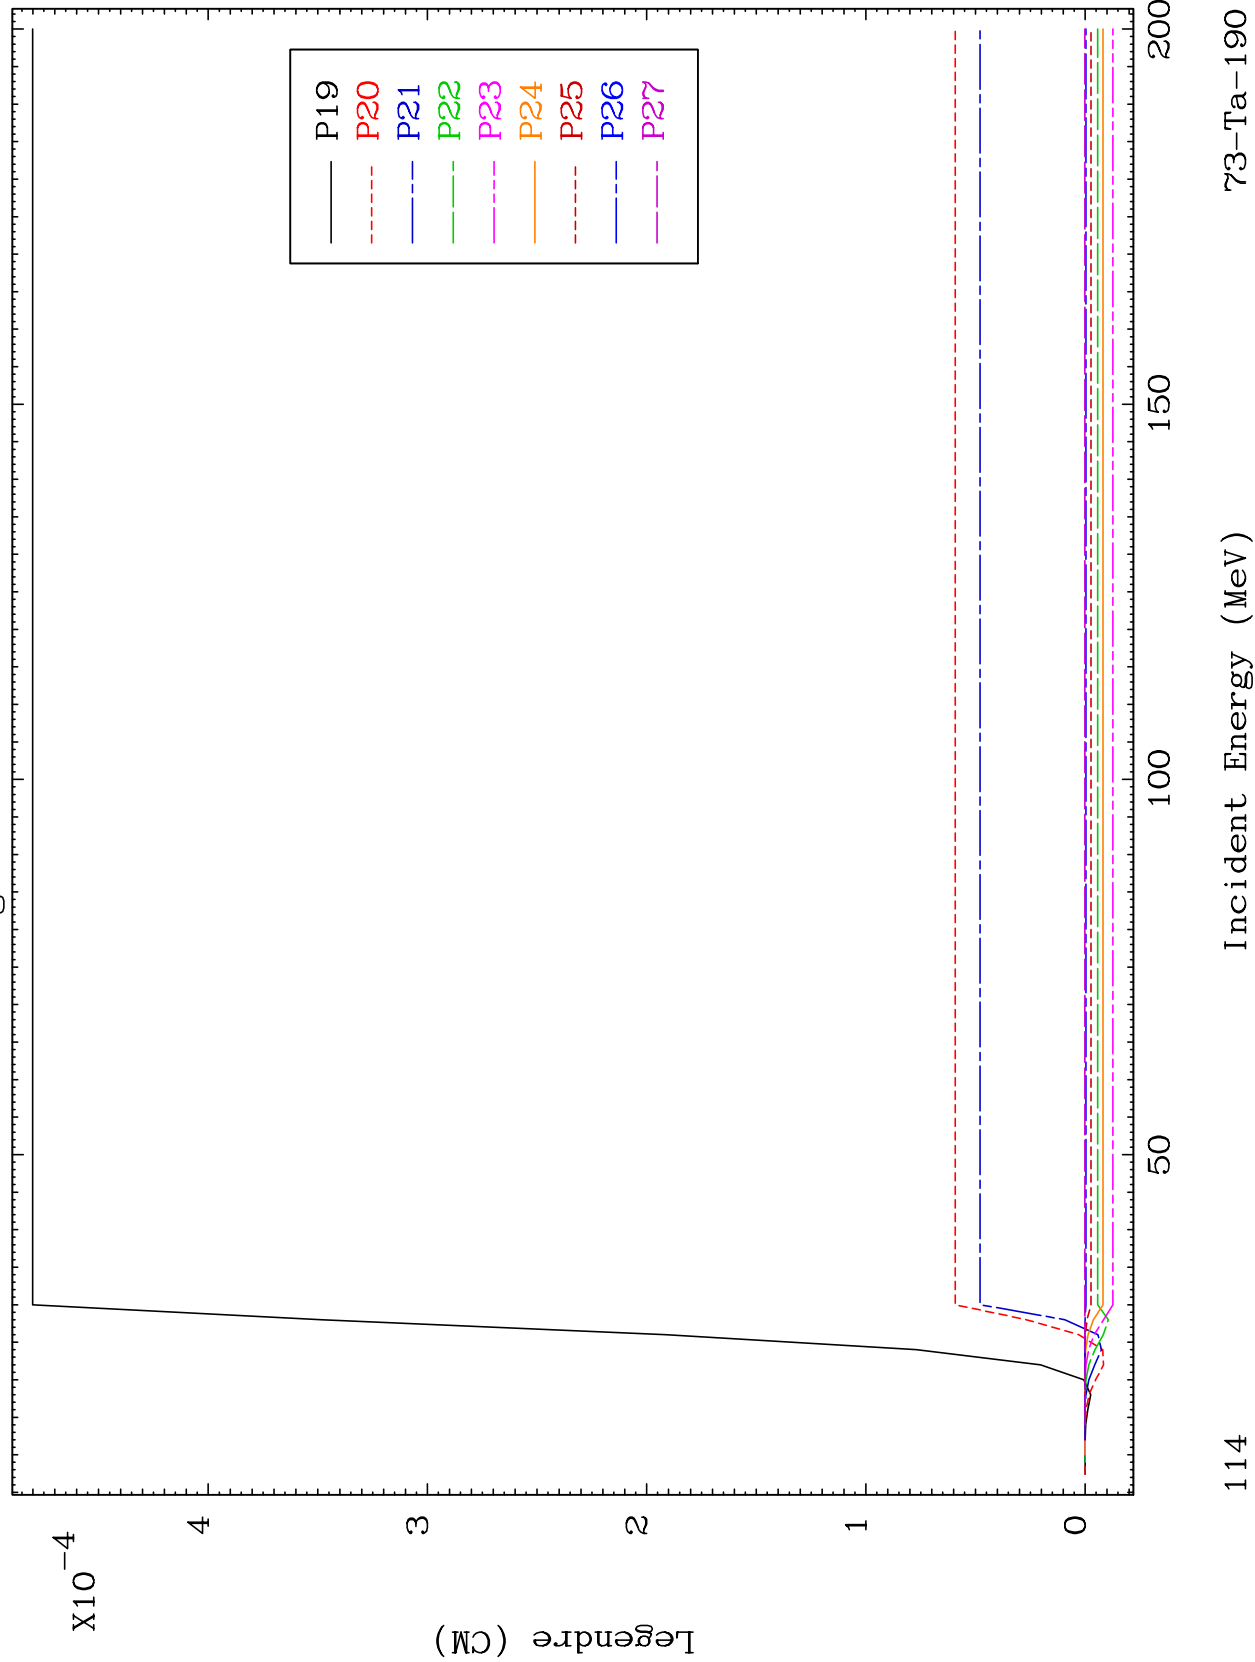 X10-4
4
3
2
1
0
Legendre (CM)
P19
P20
P21
P22
P23
P24
P25
P26
P27
50
100
150
200
Incident Energy (MeV)
114
73-Ta-190